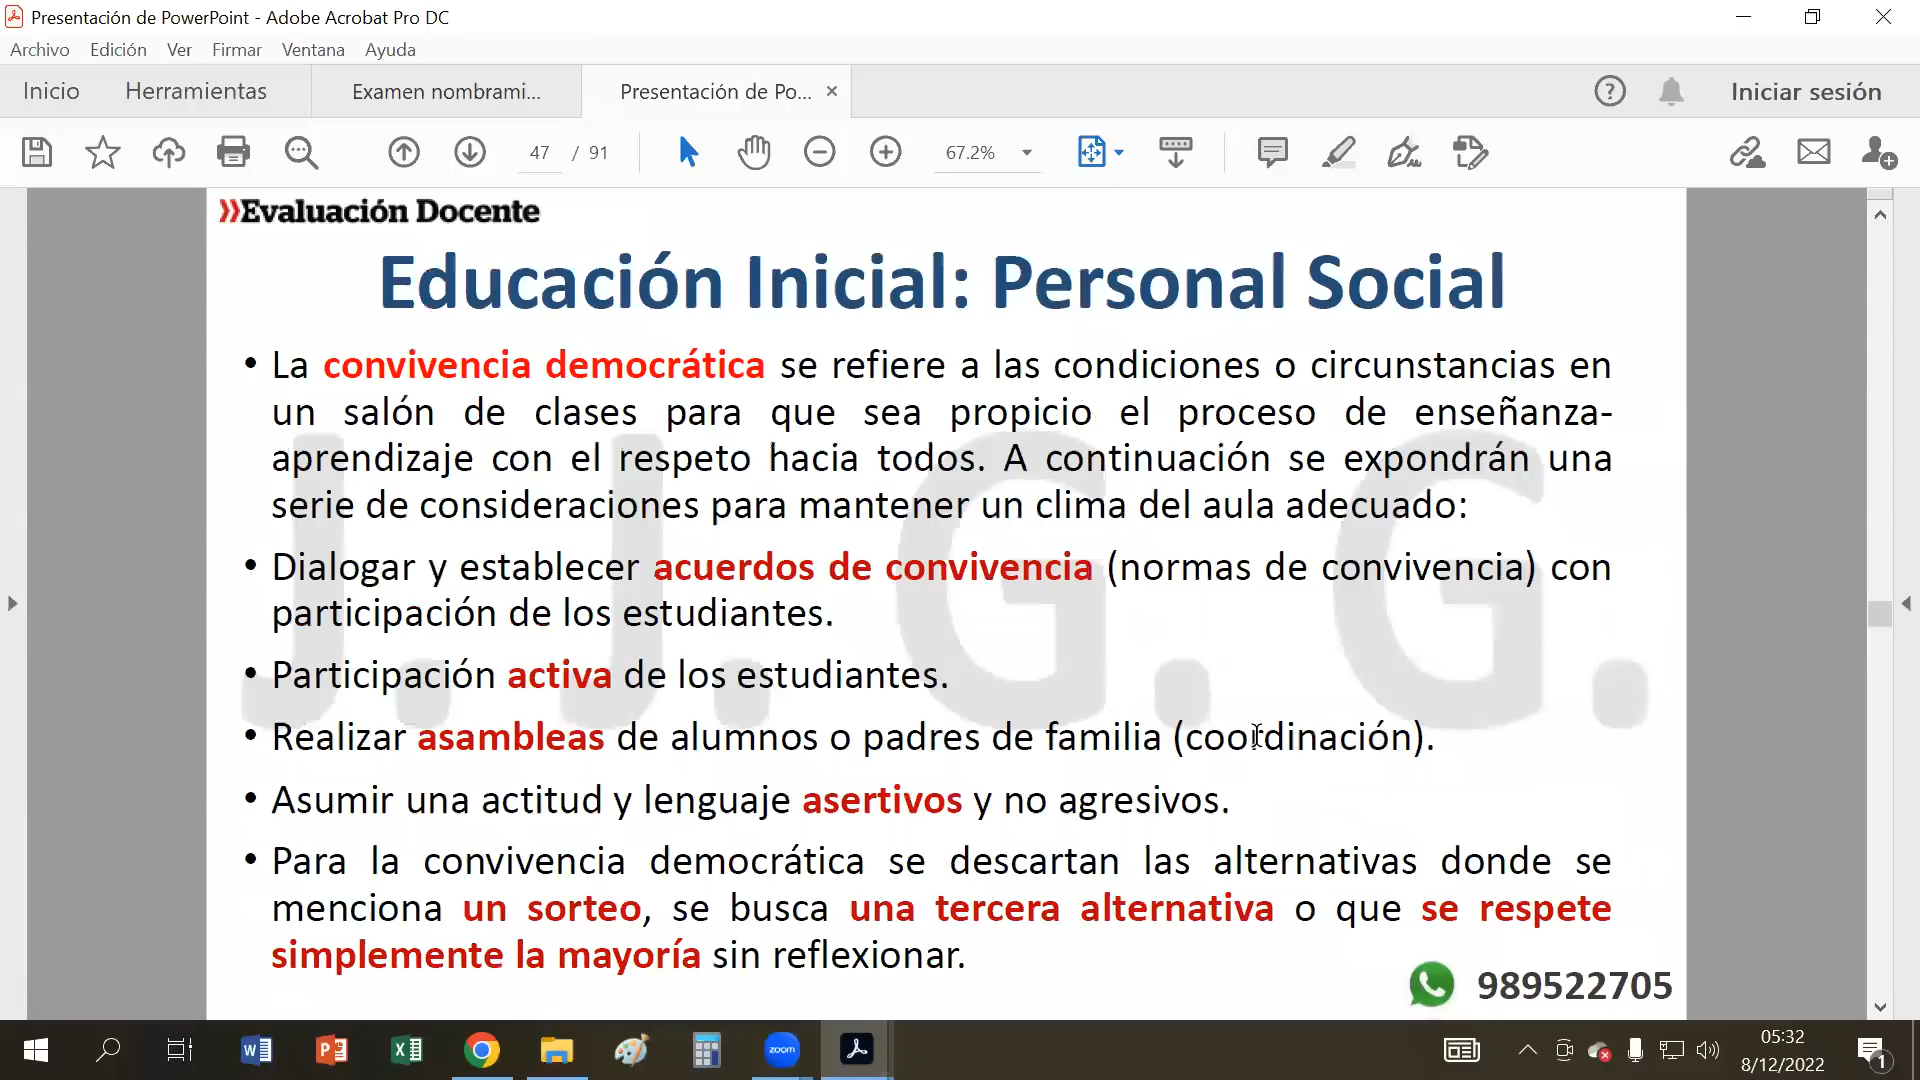 Presentación de PowerPoint - Adobe Acrobat Pro DC
Archivo Edición Ver Firmar Ventana Ayuda
Inicio Herramientas Examen nombrami... Presentación de Po... × Iniciar sesión
47 / 91 67.2%
Evaluación Docente
Educación Inicial: Personal Social
• La convivencia democrática se refiere a las condiciones o circunstancias en
un salón de clases para que sea propicio el proceso de enseñanza-
aprendizaje con el respeto hacia todos. A continuación se expondrán una
serie de consideraciones para mantener un clima del aula adecuado:
• Dialogar y establecer acuerdos de convivencia (normas de convivencia) con
participación de los estudiantes.
• Participación activa de los estudiantes.
• Realizar asambleas de alumnos o padres de familia (coordinación).
• Asumir una actitud y lenguaje asertivos y no agresivos.
• Para la convivencia democrática se descartan las alternativas donde se
menciona un sorteo, se busca una tercera alternativa o que se respete
simplemente la mayoría sin reflexionar.
J. J. G. G.
989522705
zoom
05:32
8/12/2022
1